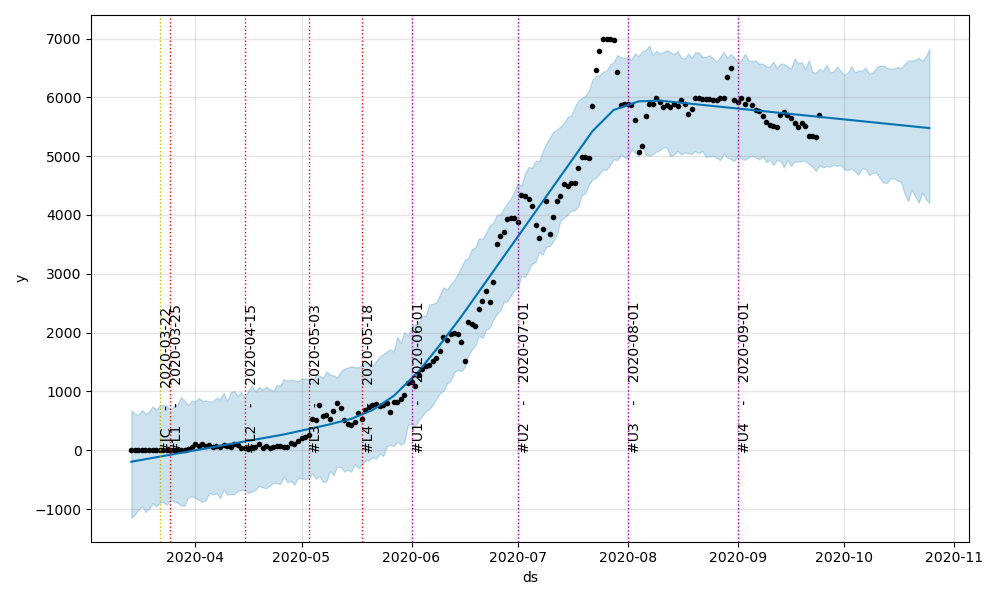 7000
6000
5000
4000
3000
2000
1000
0
−1000
y
#JC - 2020-03-22
#L1 - 2020-03-25
#L2 - 2020-04-15
#L3 - 2020-05-03
#L4 - 2020-05-18
#U1 - 2020-06-01
#U2 - 2020-07-01
#U3 - 2020-08-01
#U4 - 2020-09-01
2020-04
2020-05
2020-06
2020-07
2020-08
2020-09
2020-10
2020-11
ds